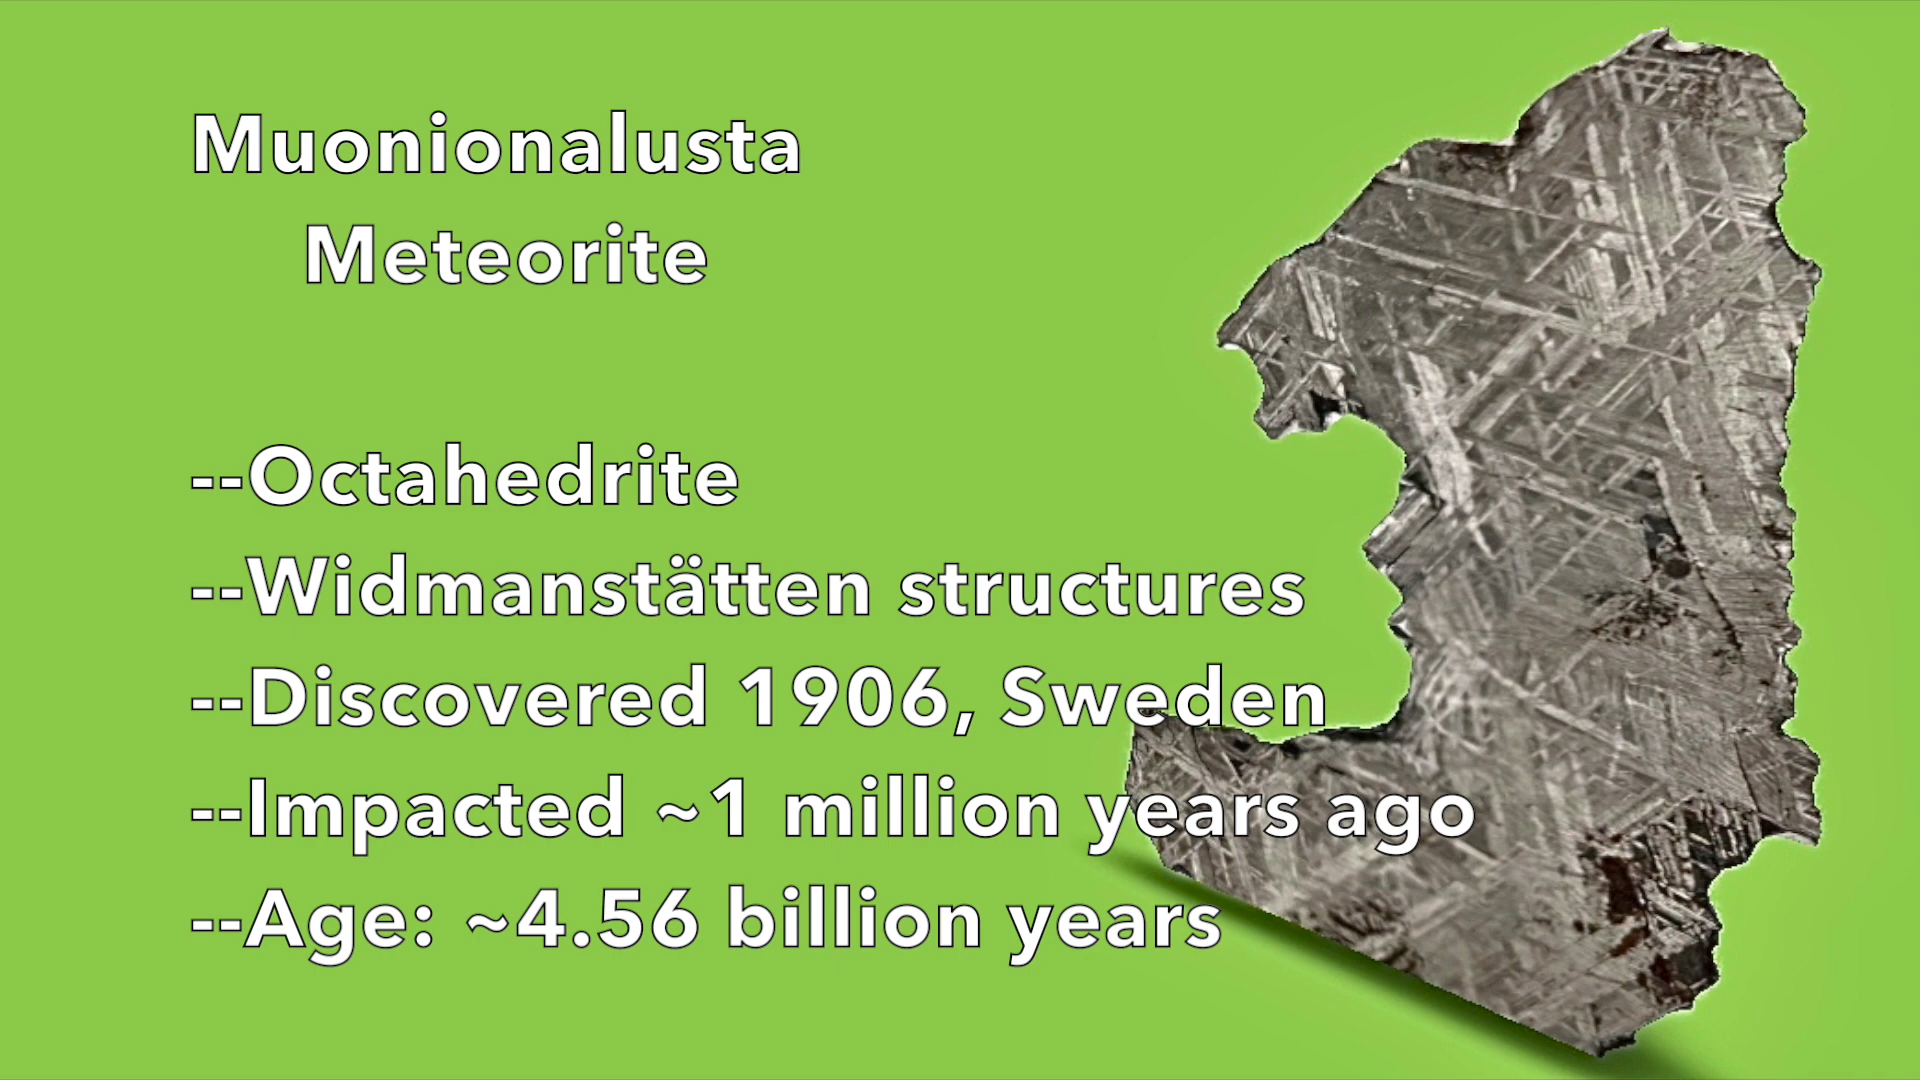 Muonionalusta
Meteorite
--Octahedrite
--Widmanstätten structures
--Discovered 1906, Sweden
--Impacted ~1 million years ago
--Age: ~4.56 billion years